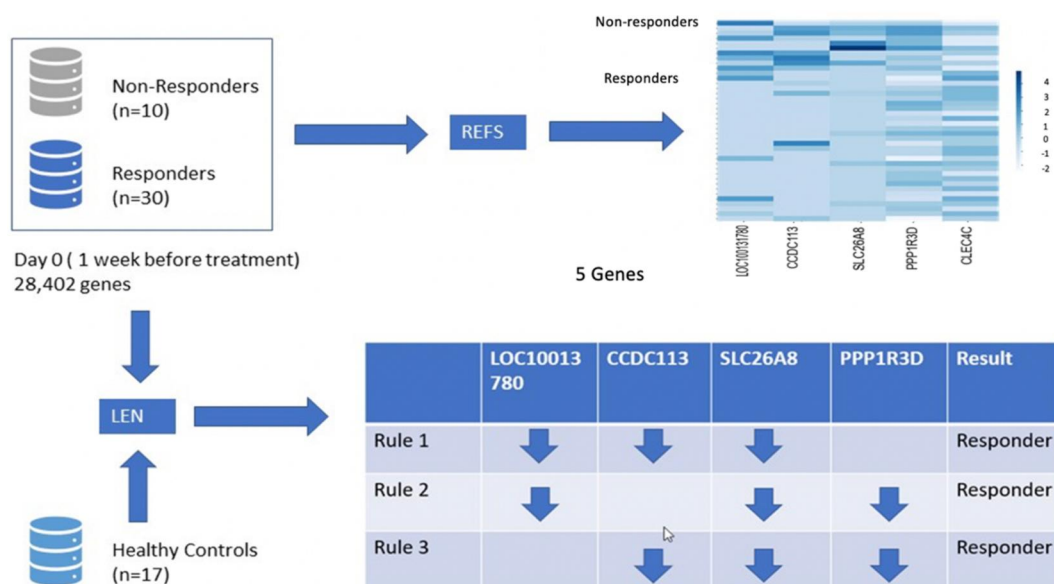 Non-responders
Responders
Non-Responders
(n=10)
Responders
(n=30)
REFS
4
3
2
1
0
-1
-2
LOC100131780
CCDC113
SLC26A8
PPP1R3D
CLEC4C
5 Genes
Day 0 ( 1 week before treatment)
28,402 genes
LEN
Healthy Controls
(n=17)
LOC10013 CCDC113 SLC26A8 PPP1R3D Result
780
Rule 1 Responder
Rule 2 Responder
Rule 3 Responder